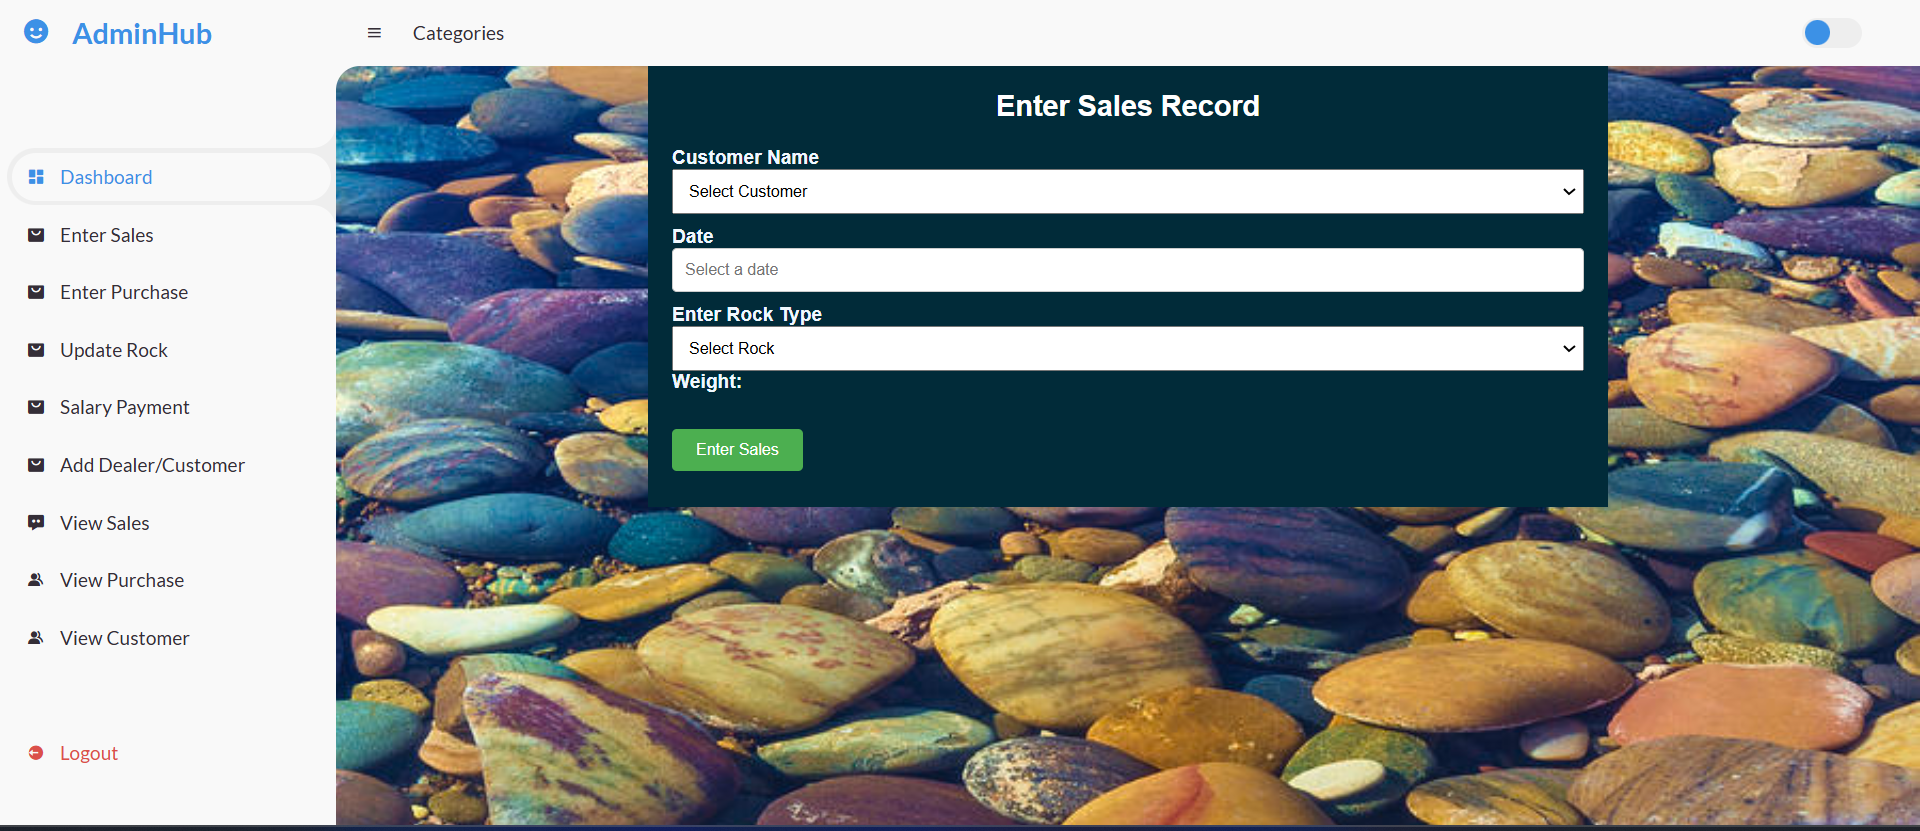 AdminHub
Categories
Dashboard
Enter Sales
Enter Purchase
Update Rock
Salary Payment
Add Dealer/Customer
View Sales
View Purchase
View Customer
Logout
Enter Sales Record
Customer Name
Select Customer
Date
Select a date
Enter Rock Type
Select Rock
Weight:
Enter Sales